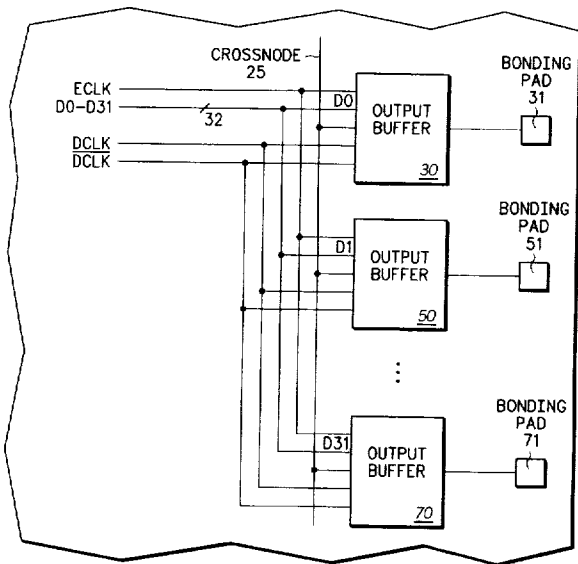 CROSSNODE
25
ECLK
D0-D31
32
DCLK
D̅C̅L̅K̅
D0
OUTPUT
BUFFER
30
BONDING
PAD
31
D1
OUTPUT
BUFFER
50
BONDING
PAD
51
D31
OUTPUT
BUFFER
70
BONDING
PAD
71